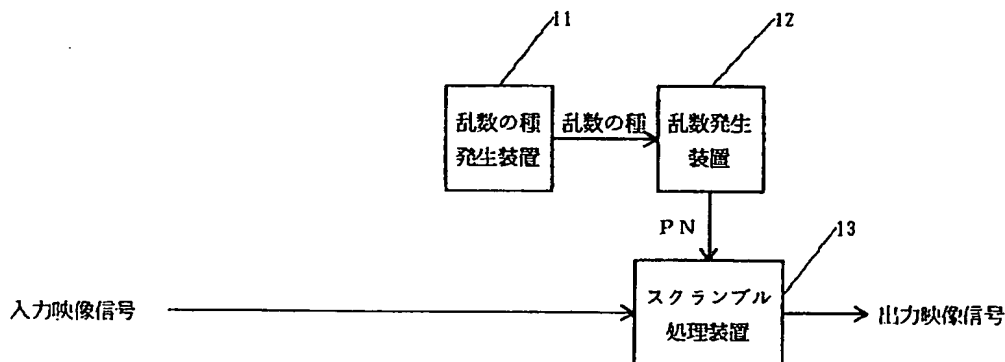 11
12
乱数の種
発生装置
乱数の種
乱数発生
装置
PN
13
入力映像信号
スクランブル
処理装置
出力映像信号